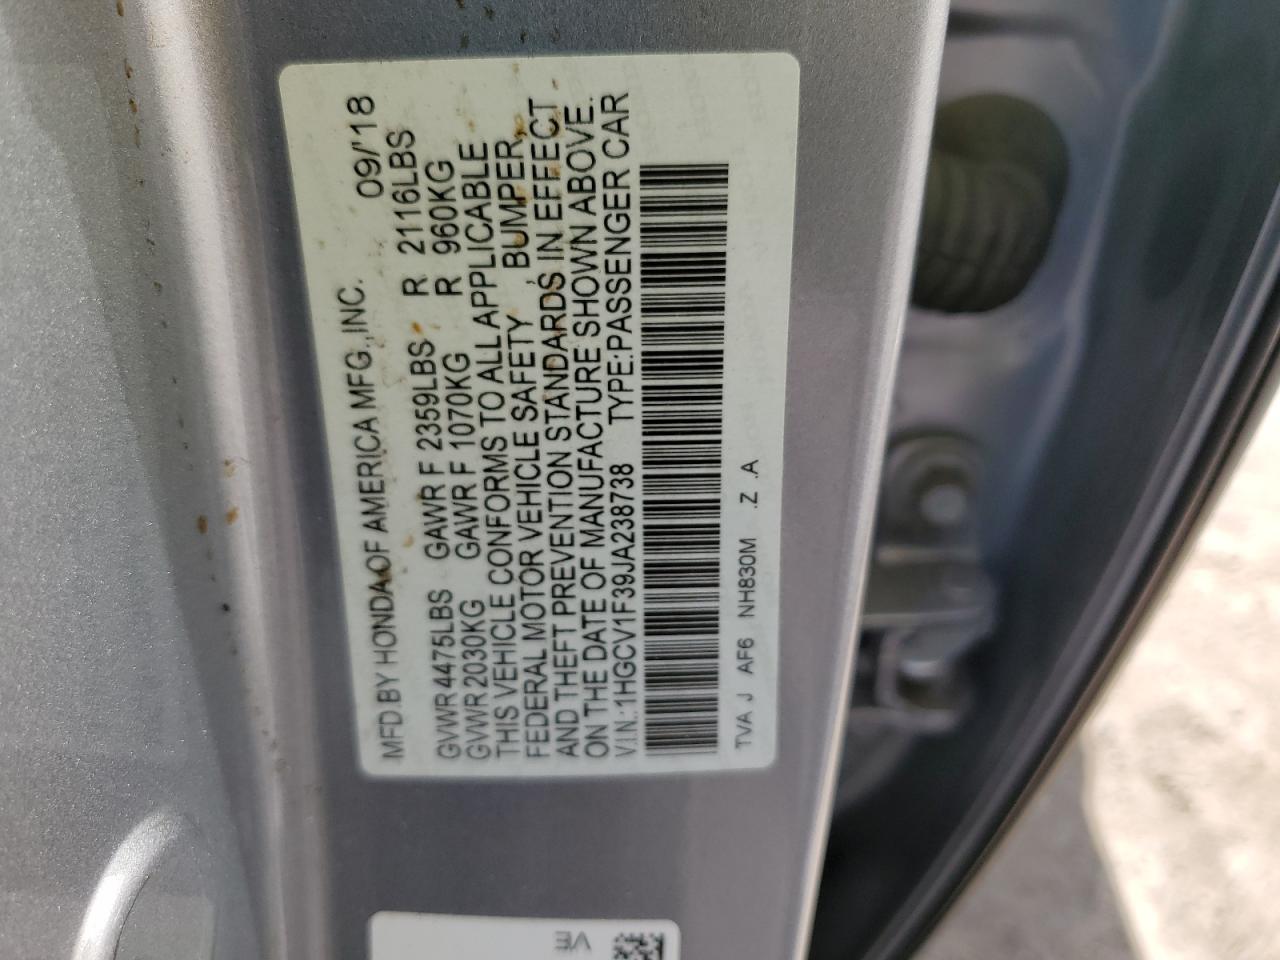 MFD.BY HONDA OF AMERICA MFG.,INC. 09/'18
GVWR 4475LBS GAWR F 2359LBS R 2116LBS
GVWR 2030KG GAWR F 1070KG R 960KG
THIS VEHICLE CONFORMS TO ALL APPLICABLE
FEDERAL MOTOR VEHICLE SAFETY, BUMPER,
AND THEFT PREVENTION STANDARDS IN EFFECT
ON THE DATE OF MANUFACTURE SHOWN ABOVE.
V.I.N.:1HGCV1F39JA238738 TYPE:PASSENGER CAR
TVA J AF6 NH830M .Z .A